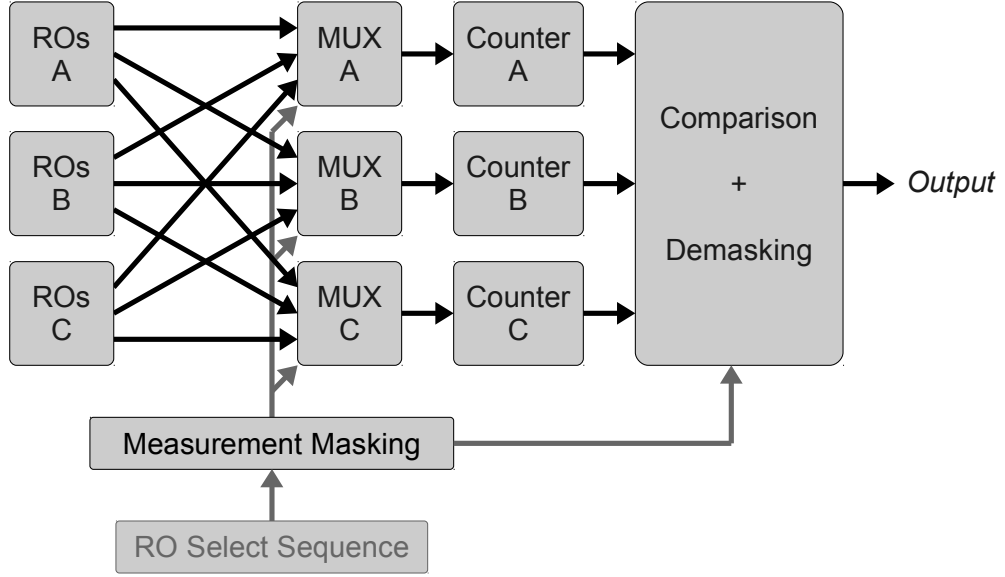 ROs
A
MUX
A
Counter
A
ROs
B
MUX
B
Counter
B
ROs
C
MUX
C
Counter
C
Comparison
+
Demasking
Output
Measurement Masking
RO Select Sequence